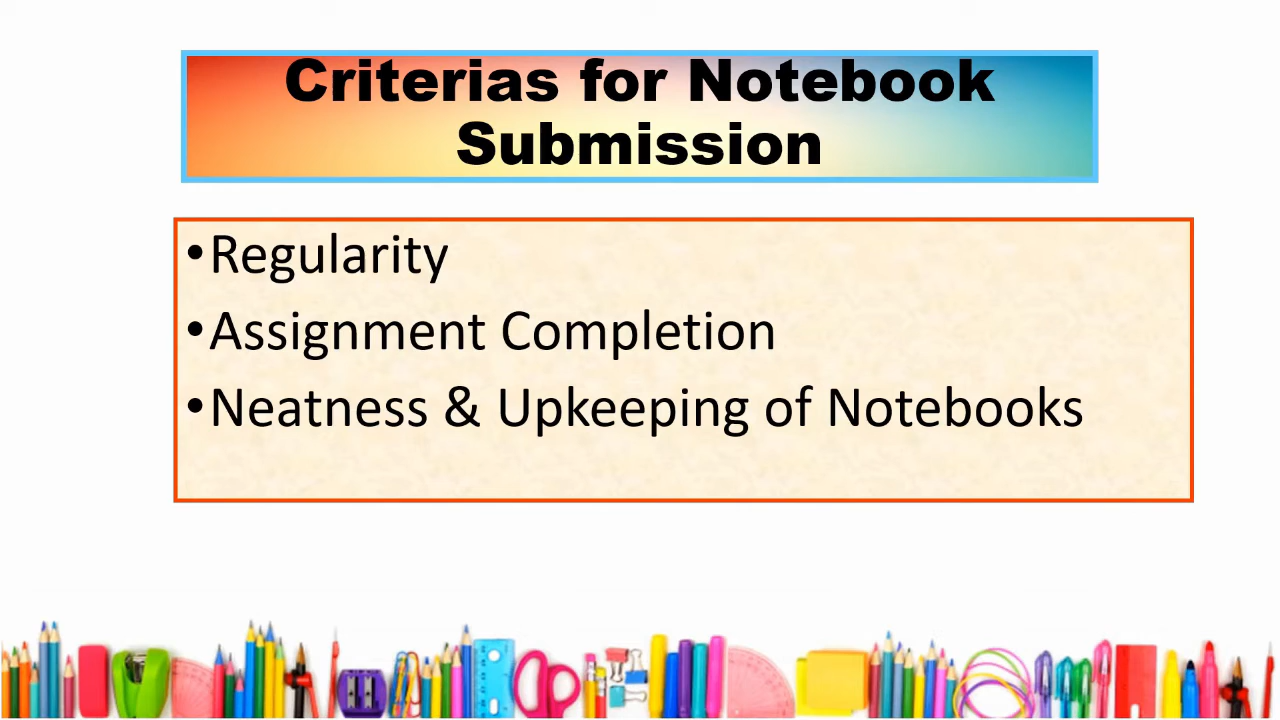 Criterias for Notebook
Submission
•Regularity
•Assignment Completion
•Neatness & Upkeeping of Notebooks